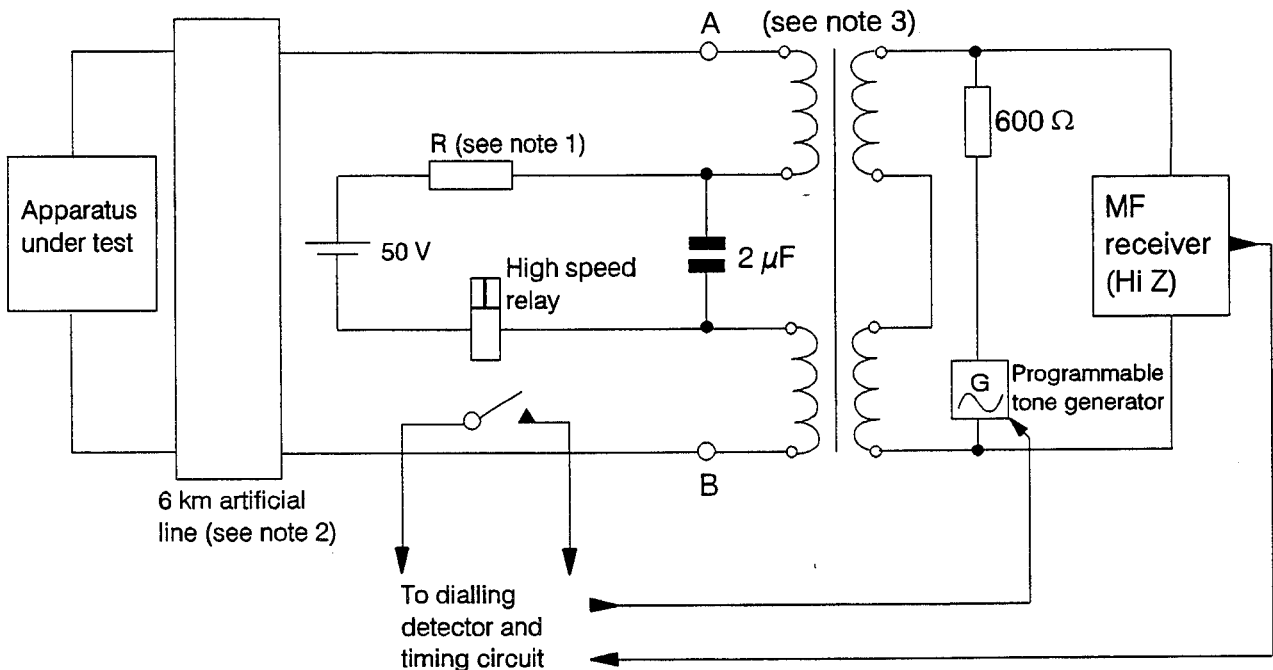 A
(see note 3)
600 Ω
R (see note 1)
Apparatus
under test
50 V
2 µF
MF
receiver
(Hi Z)
High speed
relay
G
Programmable
tone generator
B
6 km artificial
line (see note 2)
To dialling
detector and
timing circuit